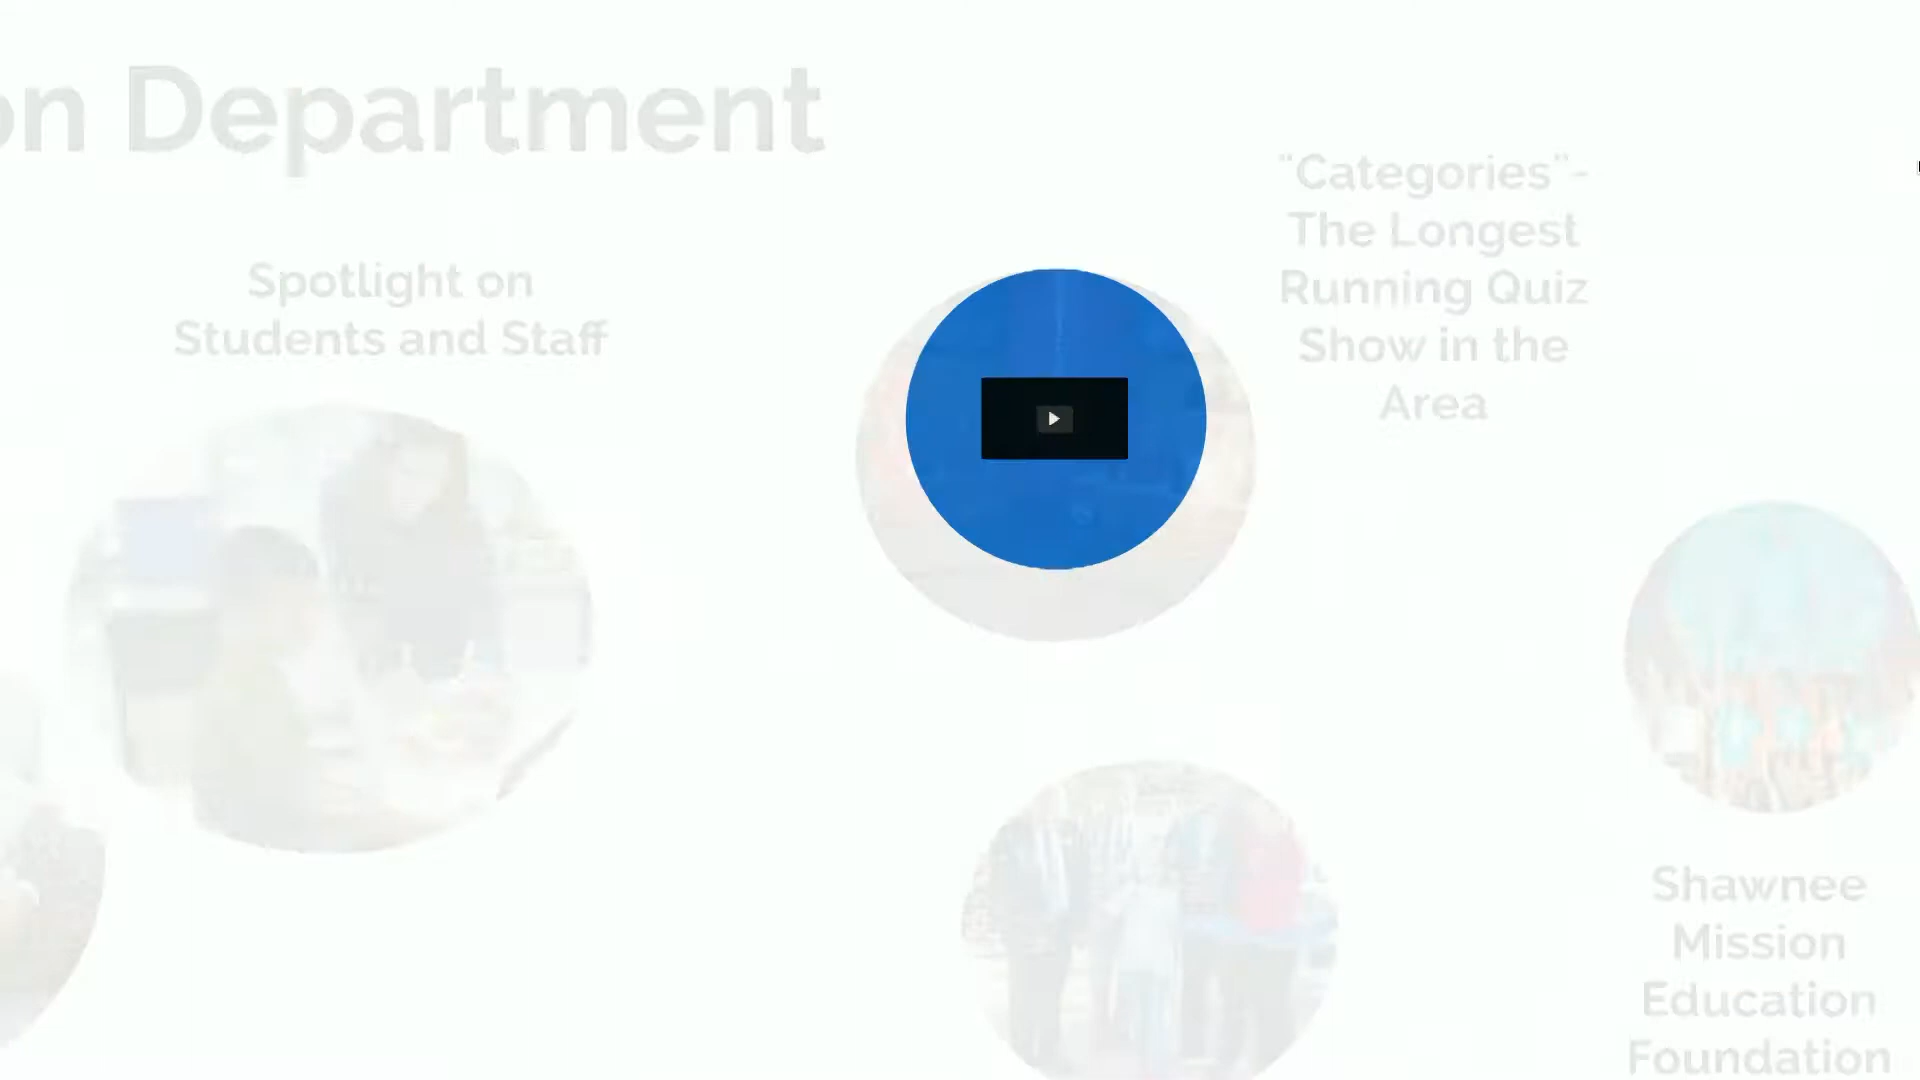 on Department
"Categories"-
The Longest
Running Quiz
Show in the
Area
Spotlight on
Students and Staff
Shawnee
Mission
Education
Foundation